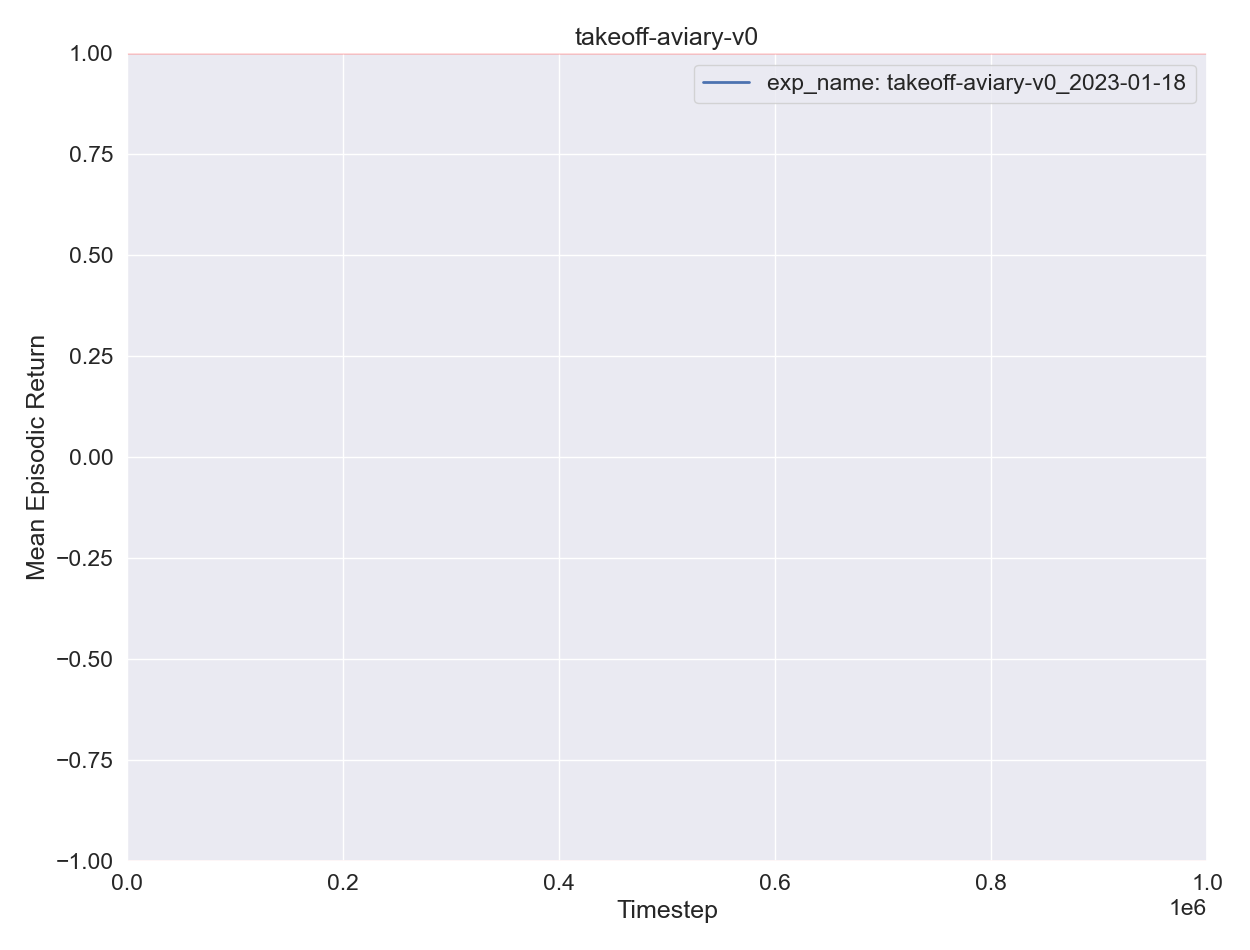 takeoff-aviary-v0
exp_name: takeoff-aviary-v0_2023-01-18
Mean Episodic Return
1.00
0.75
0.50
0.25
0.00
−0.25
−0.50
−0.75
−1.00
0.0 0.2 0.4 0.6 0.8 1.0
Timestep
1e6